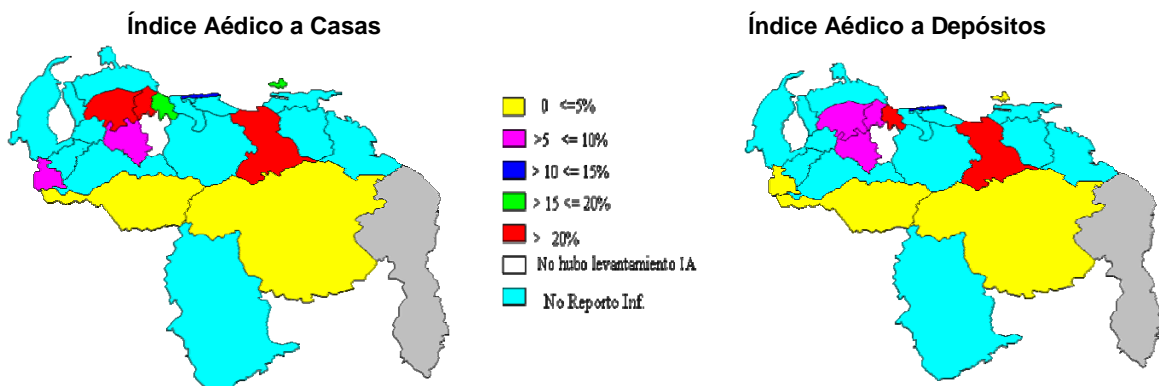 Índice Aédico a Casas
Índice Aédico a Depósitos
0 <=5%
>5 <= 10%
> 10 <= 15%
> 15 <= 20%
> 20%
No hubo levantamiento IA
No Reporto Inf.